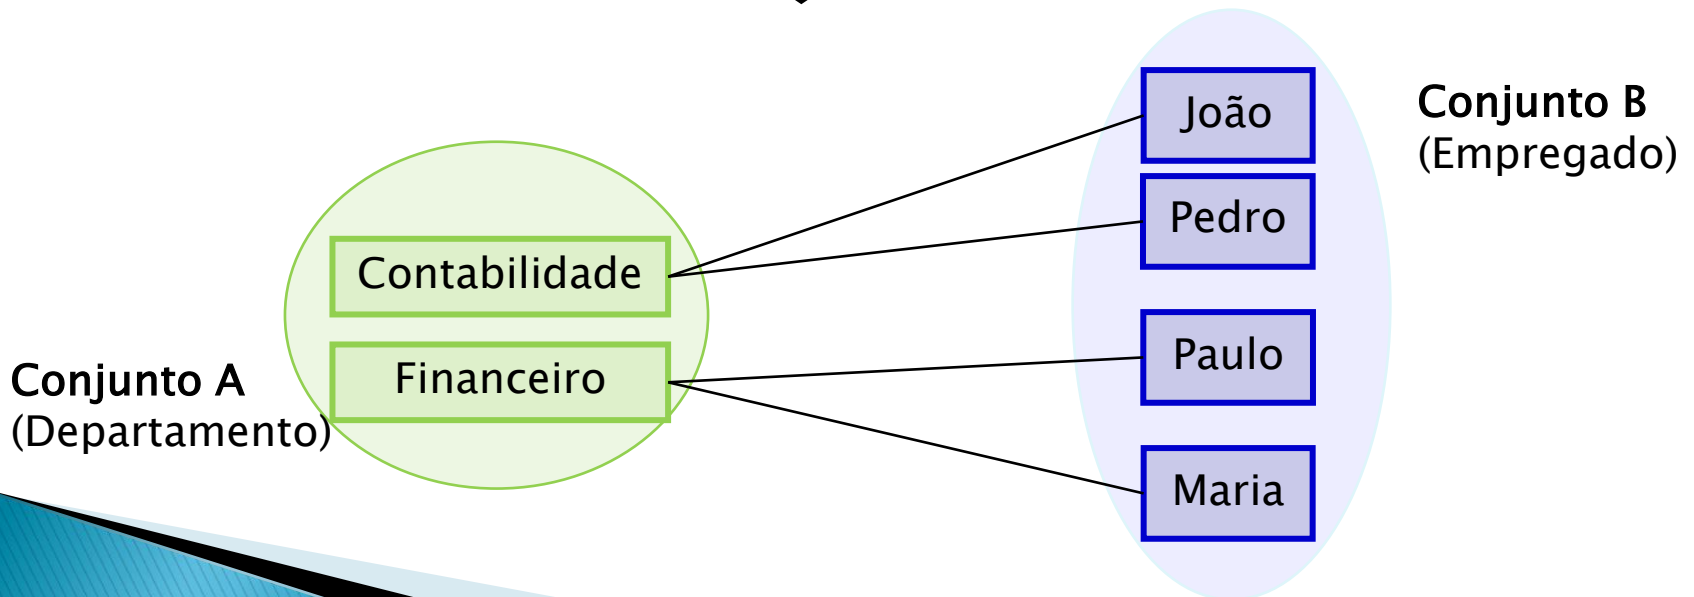 João
Conjunto B
(Empregado)
Pedro
Contabilidade
Paulo
Financeiro
Conjunto A
(Departamento)
Maria